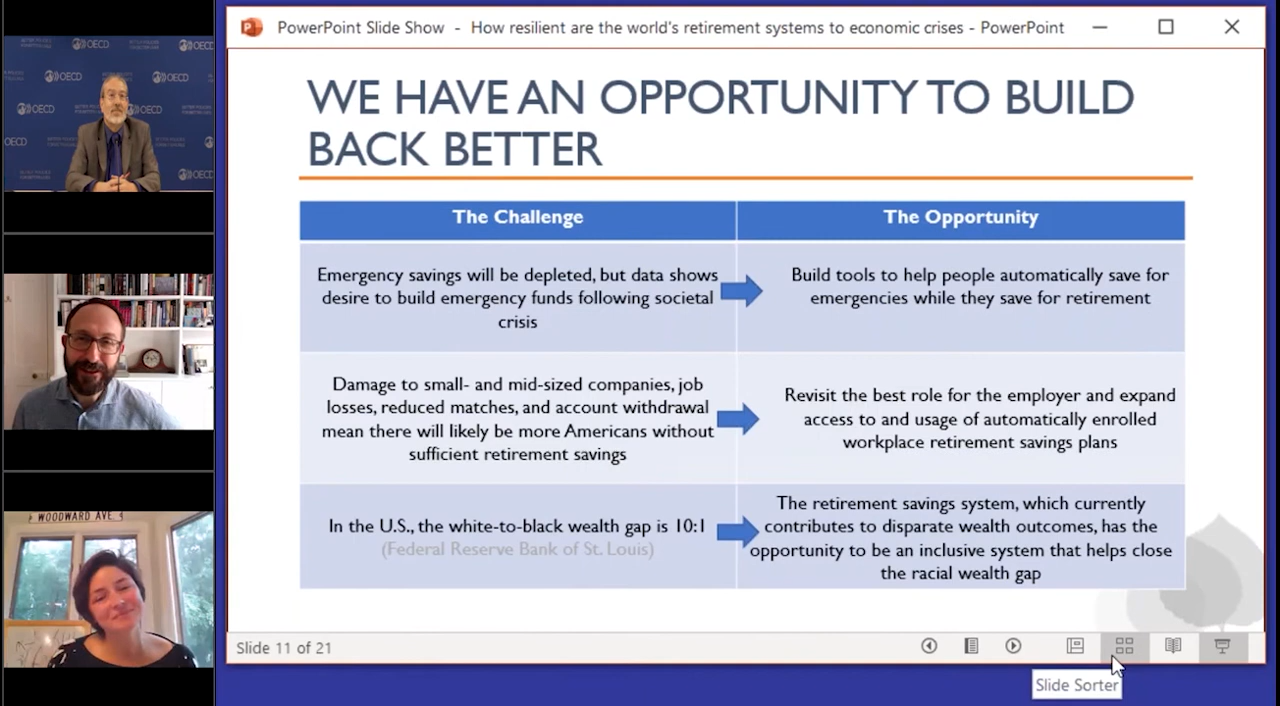 PowerPoint Slide Show - How resilient are the world's retirement systems to economic crises - PowerPoint
WE HAVE AN OPPORTUNITY TO BUILD
BACK BETTER
The Challenge
The Opportunity
Emergency savings will be depleted, but data shows
desire to build emergency funds following societal
crisis
Build tools to help people automatically save for
emergencies while they save for retirement
Damage to small- and mid-sized companies, job
losses, reduced matches, and account withdrawal
mean there will likely be more Americans without
sufficient retirement savings
Revisit the best role for the employer and expand
access to and usage of automatically enrolled
workplace retirement savings plans
In the U.S., the white-to-black wealth gap is 10:1
(Federal Reserve Bank of St. Louis)
The retirement savings system, which currently
contributes to disparate wealth outcomes, has the
opportunity to be an inclusive system that helps close
the racial wealth gap
Slide 11 of 21
Slide Sorter
OECD
OECD
OECD
OECD
OECD
OECD
OECD
OECD
WOODWARD AVE.